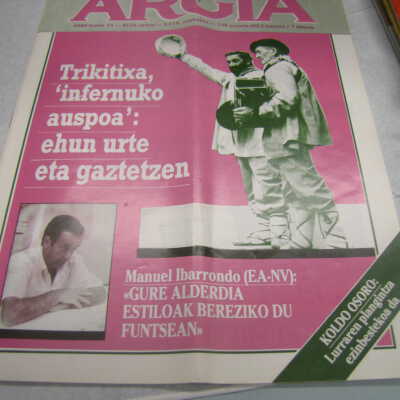 ARGIA
Trikitixa,
'infernuko
auspoa':
ehun urte
eta gaztetzen
Manuel Ibarrondo (EA-NV):
«GURE ALDERDIA
ESTILOAK BEREZIKO DU
FUNTSEAN»
KOLDO OSORO:
Lurraren plangintza
ezinbestekoa da